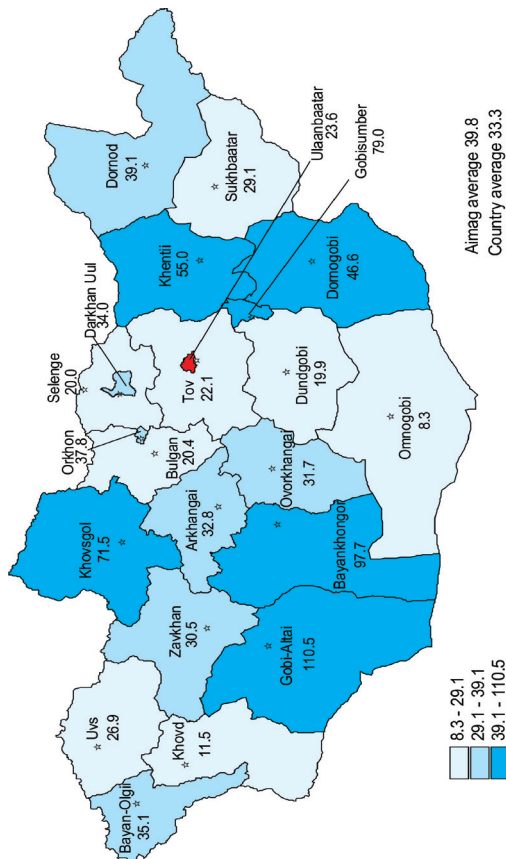 Bayan-Olgii
35.1
Uvs
26.9
Khovd
11.5
Zavkhan
30.5
Gobi-Altai
110.5
Khovsgol
71.5
Arkhangai
32.8
Bayankhongor
97.7
Orkhon
37.8
Bulgan
20.4
Ovorkhangai
31.7
Selenge
20.0
Darkhan Uul
34.0
Tov
22.1
Dundgobi
19.9
Omnogobi
8.3
Khentii
55.0
Dornogobi
46.6
Dornod
39.1
Sukhbaatar
29.1
Ulaanbaatar
23.6
Gobisumber
79.0
8.3 - 29.1
29.1 - 39.1
39.1 - 110.5
Aimag average 39.8
Country average 33.3